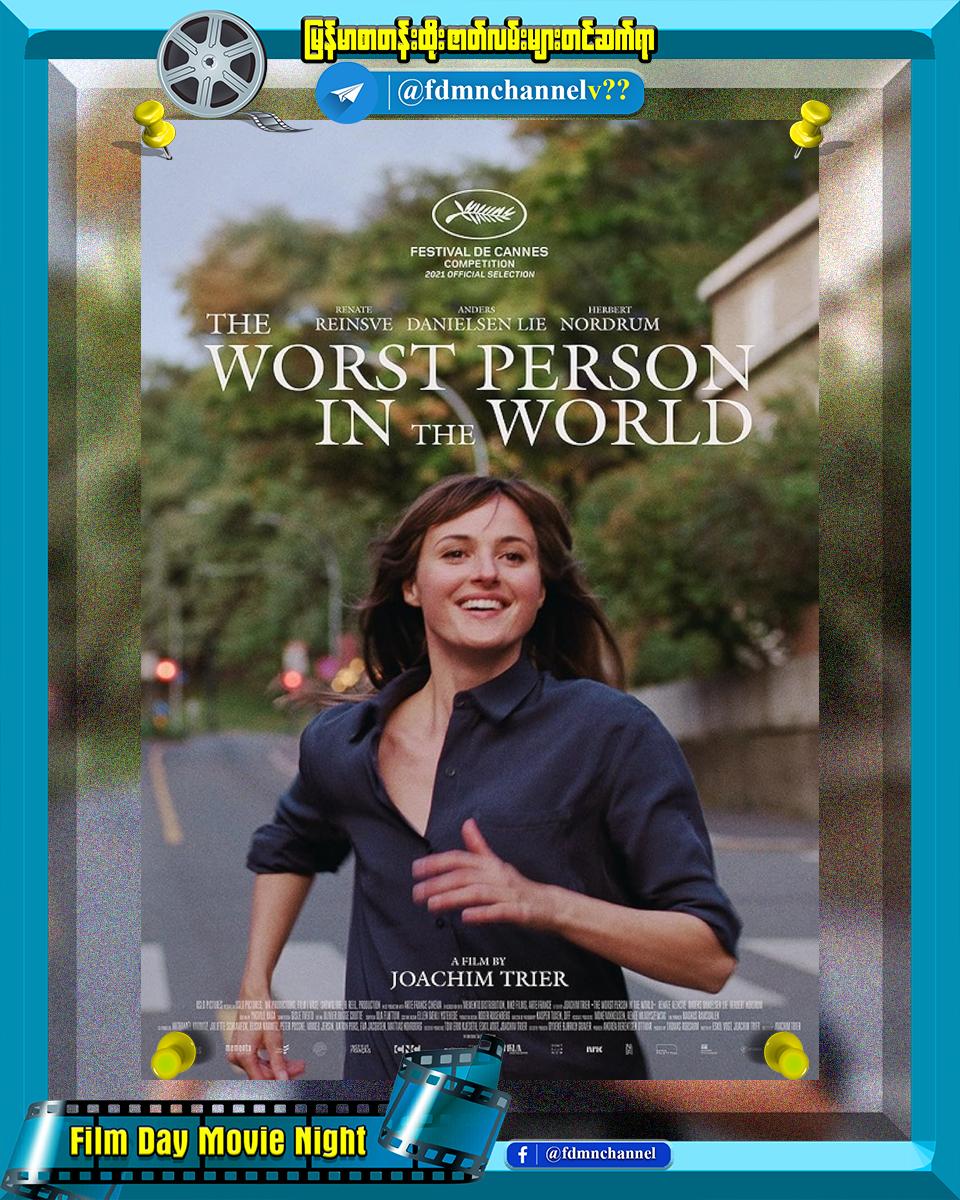 မြန်မာစာတန်းထိုးဇာတ်လမ်းများတင်ဆက်ရာ
@fdmnchannelv??
FESTIVAL DE CANNES
COMPETITION
2021 OFFICIAL SELECTION
RENATE ANDERS HERBERT
THE REINSVE DANIELSEN LIE NORDRUM
WORST PERSON
IN THE WORLD
A FILM BY
JOACHIM TRIER
Film Day Movie Night
f @fdmnchannel